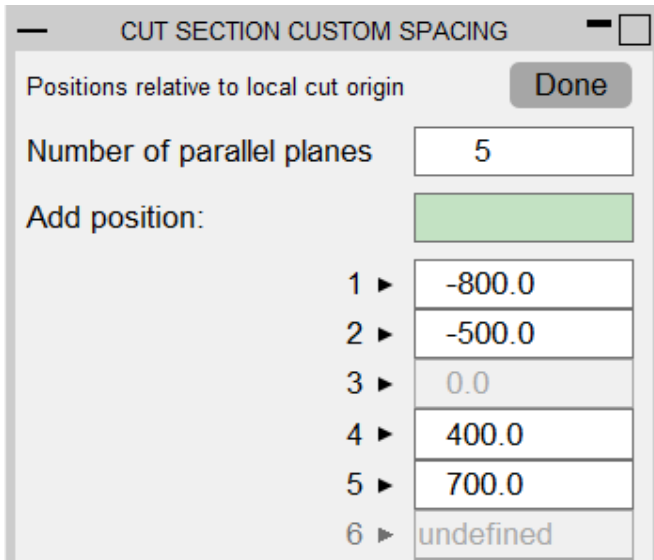 CUT SECTION CUSTOM SPACING
Positions relative to local cut origin Done
Number of parallel planes 5
Add position:
1 ► -800.0
2 ► -500.0
3 ► 0.0
4 ► 400.0
5 ► 700.0
6 ► undefined